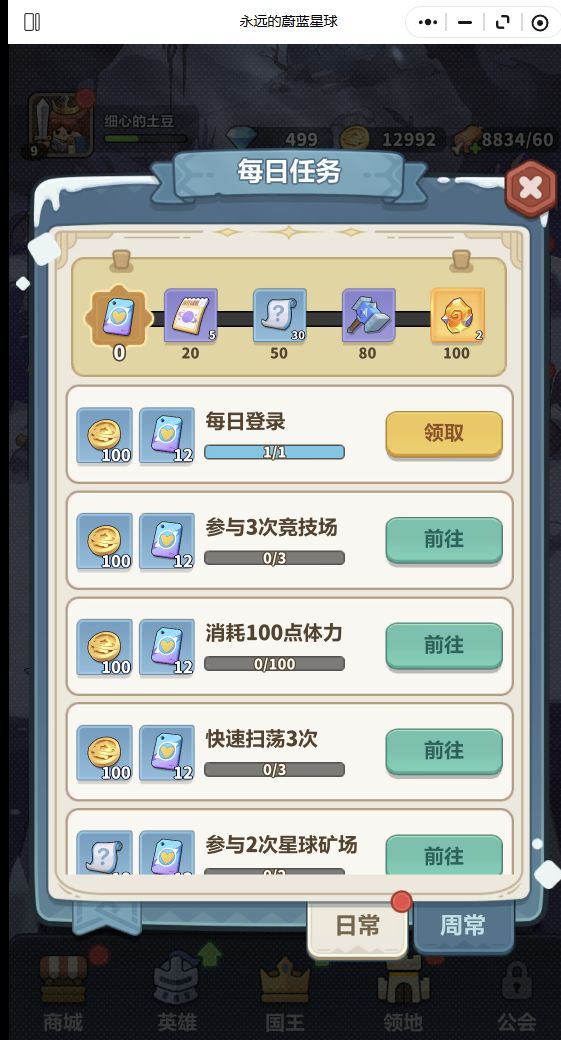 永远的蔚蓝星球
细心的土豆
9
499
12992
8834/60
每日任务
5
30
2
0
20
50
80
100
每日登录
100
12
1/1
领取
参与3次竞技场
100
12
0/3
前往
消耗100点体力
100
12
0/100
前往
快速扫荡3次
100
12
0/3
前往
参与2次星球矿场
前往
日常
周常
商城
英雄
国王
领地
公会